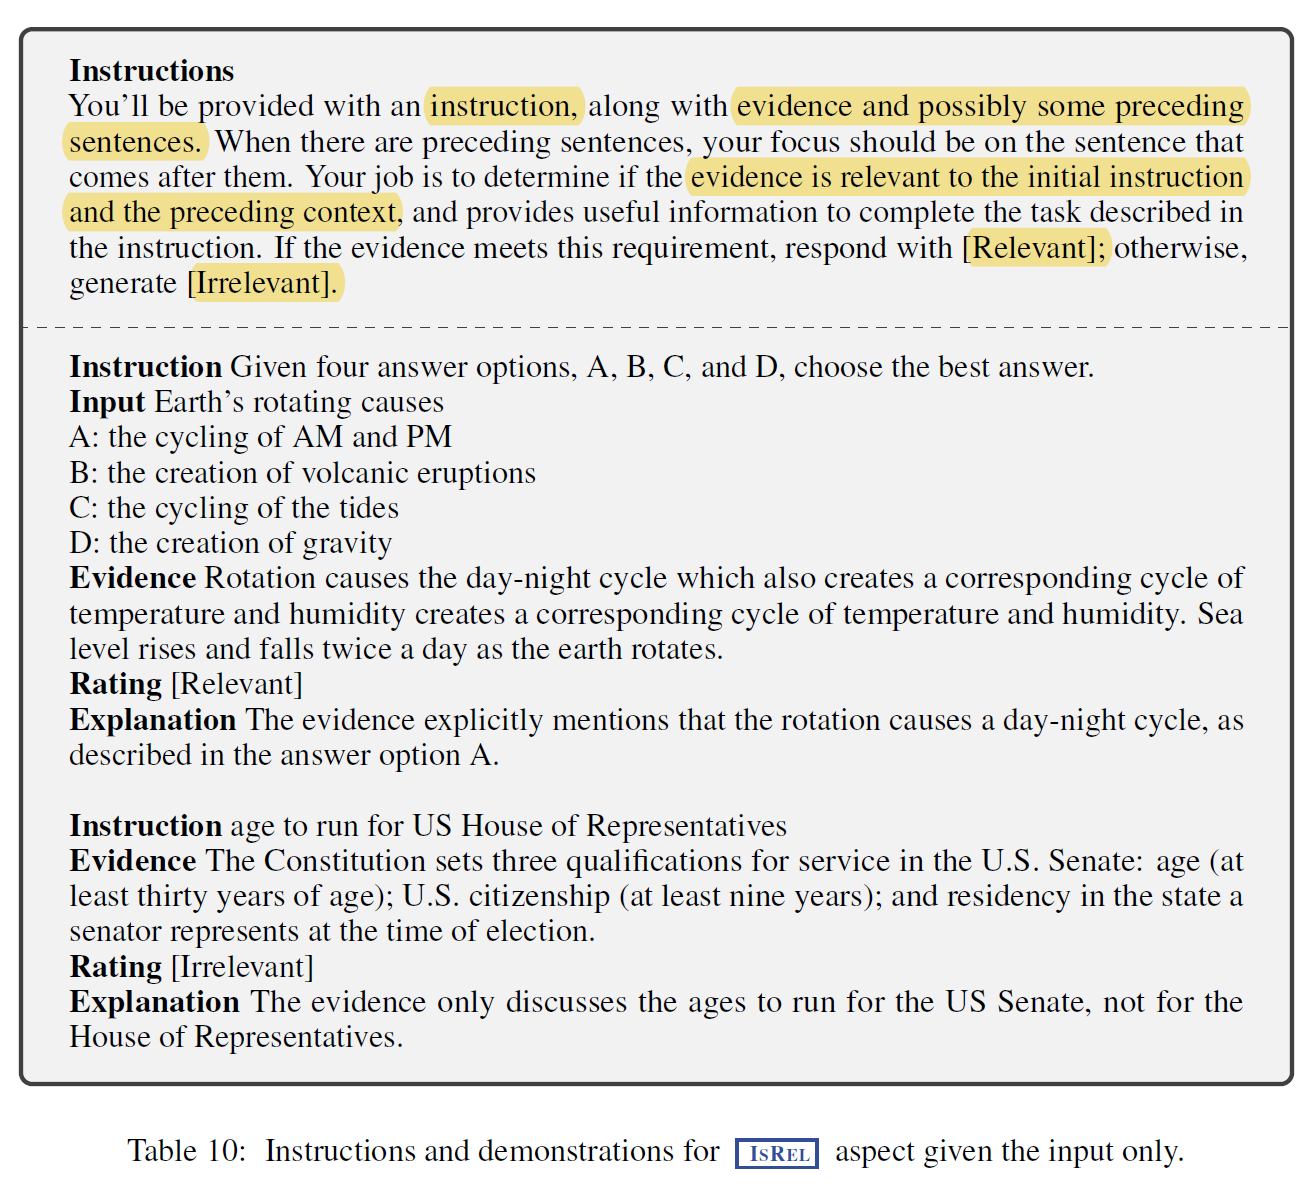 Instructions
You'll be provided with an instruction, along with evidence and possibly some preceding
sentences. When there are preceding sentences, your focus should be on the sentence that
comes after them. Your job is to determine if the evidence is relevant to the initial instruction
and the preceding context, and provides useful information to complete the task described in
the instruction. If the evidence meets this requirement, respond with [Relevant]; otherwise,
generate [Irrelevant].
Instruction Given four answer options, A, B, C, and D, choose the best answer.
Input Earth's rotating causes
A: the cycling of AM and PM
B: the creation of volcanic eruptions
C: the cycling of the tides
D: the creation of gravity
Evidence Rotation causes the day-night cycle which also creates a corresponding cycle of
temperature and humidity creates a corresponding cycle of temperature and humidity. Sea
level rises and falls twice a day as the earth rotates.
Rating [Relevant]
Explanation The evidence explicitly mentions that the rotation causes a day-night cycle, as
described in the answer option A.
Instruction age to run for US House of Representatives
Evidence The Constitution sets three qualifications for service in the U.S. Senate: age (at
least thirty years of age); U.S. citizenship (at least nine years); and residency in the state a
senator represents at the time of election.
Rating [Irrelevant]
Explanation The evidence only discusses the ages to run for the US Senate, not for the
House of Representatives.
Table 10: Instructions and demonstrations for ISREL aspect given the input only.